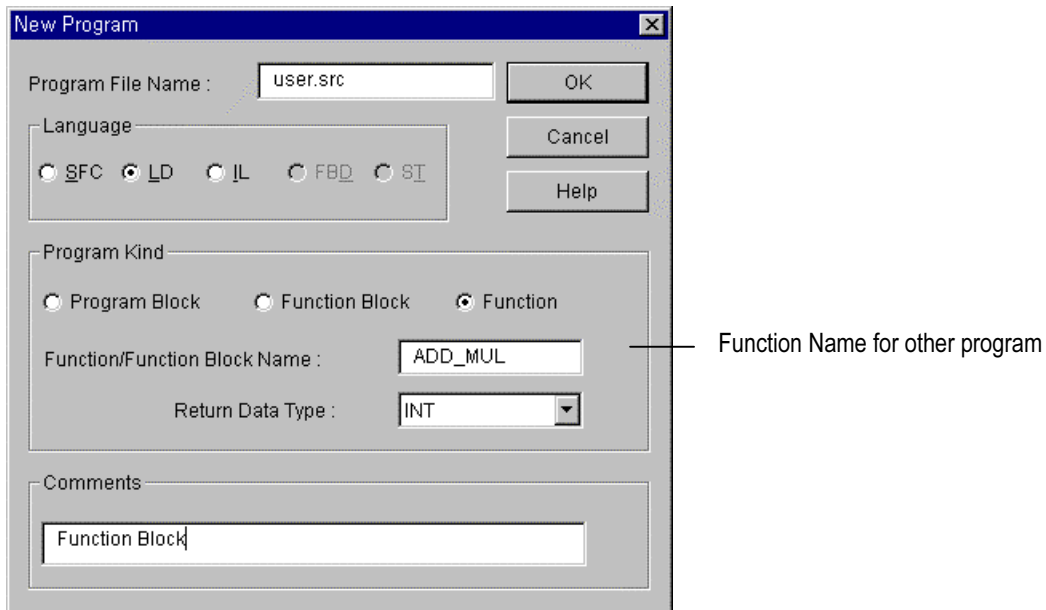 New Program
Program File Name :
user.src
OK
Language
Cancel
SFC LD IL FBD ST
Help
Program Kind
Program Block Function Block Function
Function/Function Block Name :
ADD_MUL
Function Name for other program
Return Data Type :
INT
Comments
Function Block